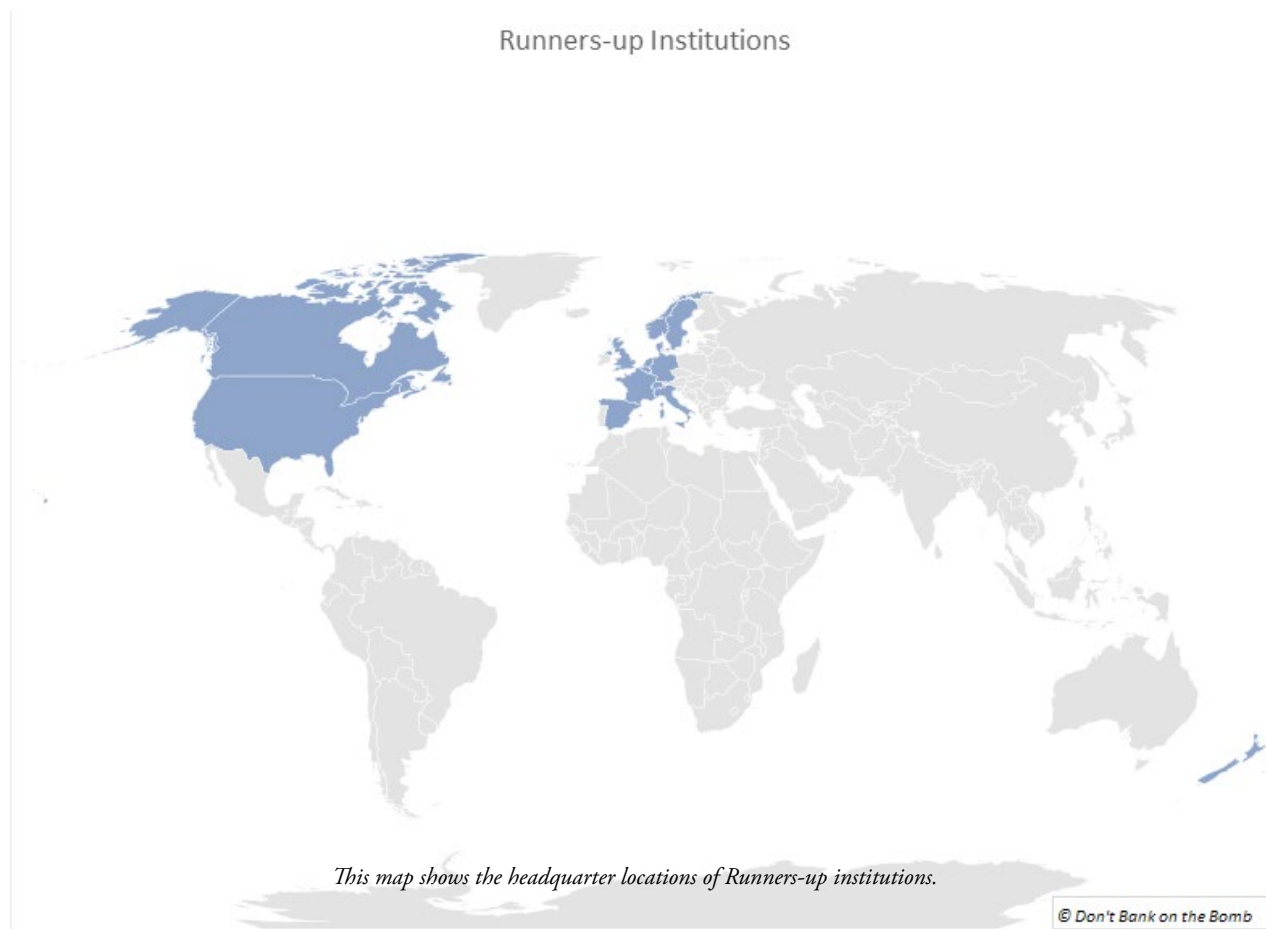 Runners-up Institutions
This map shows the headquarter locations of Runners-up institutions.
© Don't Bank on the Bomb